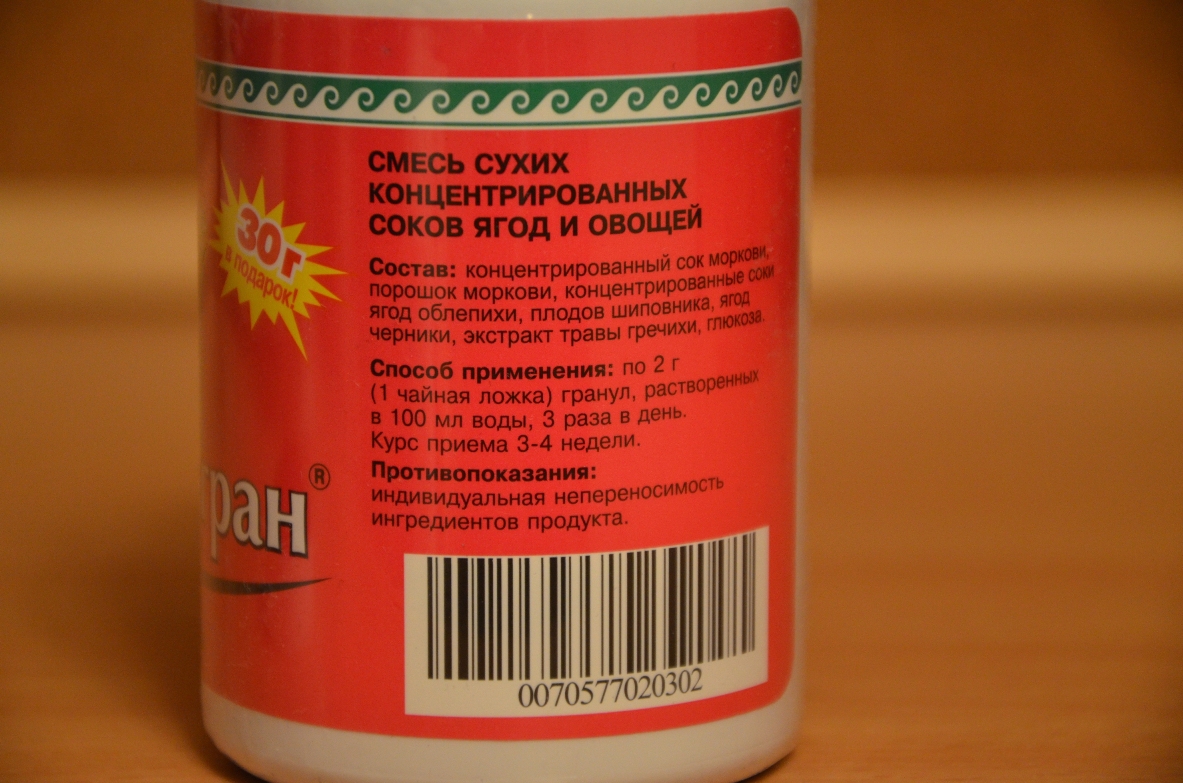 30г
в подарок!
гран®
СМЕСЬ СУХИХ
КОНЦЕНТРИРОВАННЫХ
СОКОВ ЯГОД И ОВОЩЕЙ
Состав: концентрированный сок моркови,
порошок моркови, концентрированные соки
ягод облепихи, плодов шиповника, ягод
черники, экстракт травы гречихи, глюкоза.
Способ применения: по 2 г
(1 чайная ложка) гранул, растворенных
в 100 мл воды, 3 раза в день.
Курс приема 3-4 недели.
Противопоказания:
индивидуальная непереносимость
ингредиентов продукта.
0070577020302